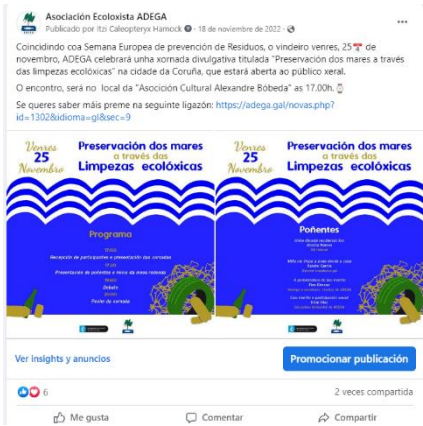 Asociación Ecoloxista ADEGA
Publicado por Itzi Caleopteryx Hamock · 18 de noviembre de 2022 ·
Coincidindo coa Semana Europea de prevención de Residuos, o vindeiro venres, 25 de
novembro, ADEGA celebrará unha xornada divulgativa titulada "Preservación dos mares a través
das limpezas ecolóxicas" na cidade da Coruña, que estará aberta ao público xeral.
O encontro, será no local da "Asocición Cultural Alexandre Bóbeda" as 17.00h.
Se queres saber máis preme na seguinte ligazón: https://adega.gal/novas.php?
id=1302&idioma=gl&sec=9
Venres
25
Novembro
Preservación dos mares
a través das
Limpezas ecolóxicas
Programa
Recepción de participantes e presentación das xornadas
Presentación de poñentes e inicio da mesa redonda
Debate
Peche da xornada
Venres
25
Novembro
Preservación dos mares
a través das
Limpezas ecolóxicas
Poñentes
Ver insights y anuncios
Promocionar publicación
6
2 veces compartida
Me gusta
Comentar
Compartir